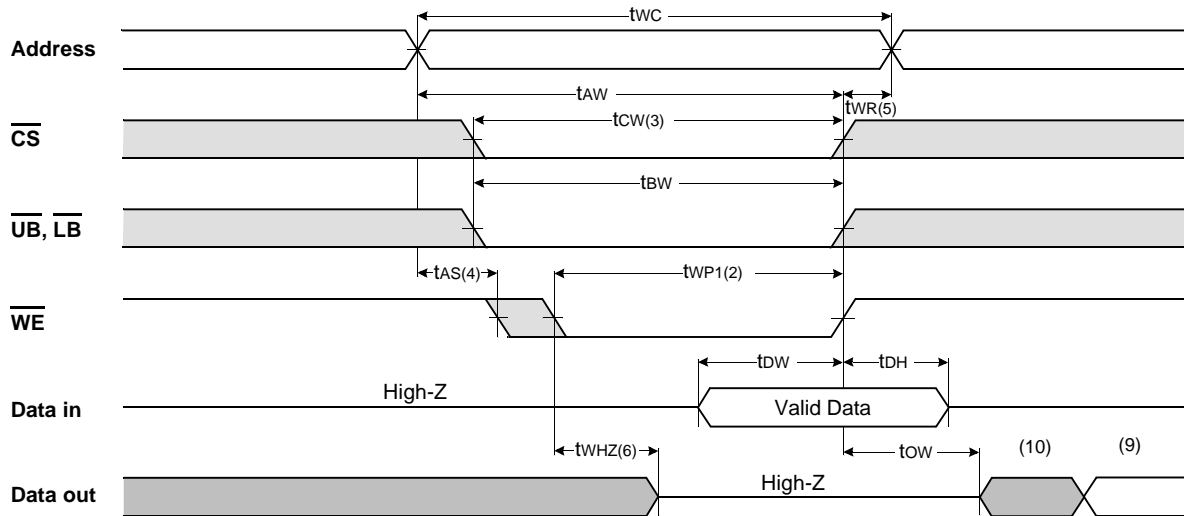 tWC
Address
tAW
tWR(5)
tCW(3)
CS
tBW
UB, LB
tAS(4)
tWP1(2)
WE
tDW
tDH
High-Z
Data in
Valid Data
tWHZ(6)
tOW
(10)
(9)
High-Z
Data out